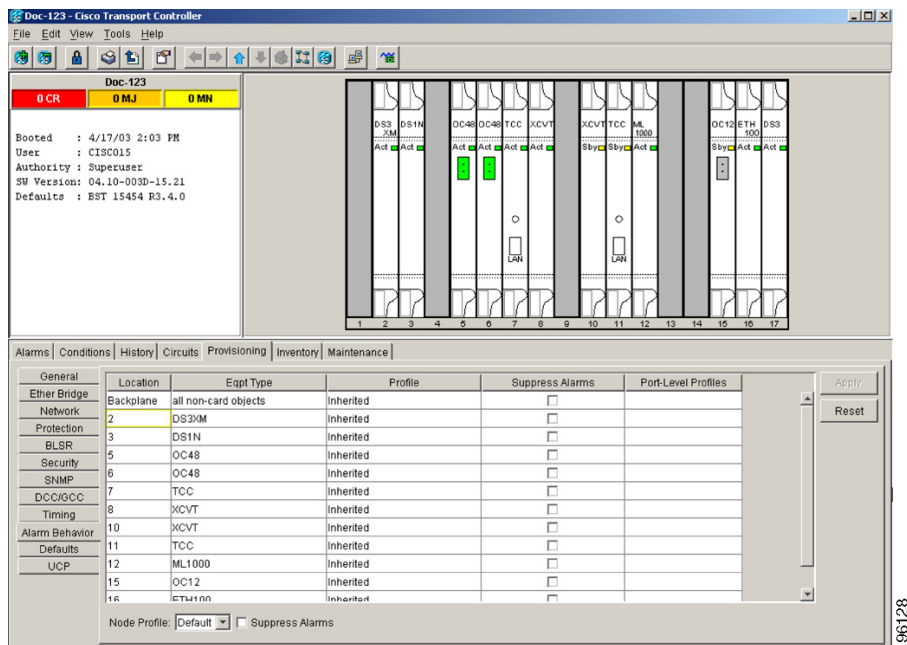 Doc-123 - Cisco Transport Controller
File Edit View Tools Help
Doc-123
0 CR 0 MJ 0 MN
Booted : 4/17/03 2:03 PM
User : CISCO15
Authority : Superuser
SW Version: 04.10-003D-15.21
Defaults : BST 15454 R3.4.0
DS3 XM DS1N OC48 OC48 TCC XCVT XCVT TCC ML 1000 OC12 ETH 100 DS3
Act Act Act Act Act Act Sby Sby Act Sby Act Act
LAN LAN
1 2 3 4 5 6 7 8 9 10 11 12 13 14 15 16 17
Alarms Conditions History Circuits Provisioning Inventory Maintenance
General
Ether Bridge
Network
Protection
BLSR
Security
SNMP
DCC/GCC
Timing
Alarm Behavior
Defaults
UCP
Location Eqpt Type Profile Suppress Alarms Port-Level Profiles
Backplane all non-card objects Inherited
2 DS3XM Inherited
3 DS1N Inherited
5 OC48 Inherited
6 OC48 Inherited
7 TCC Inherited
8 XCVT Inherited
10 XCVT Inherited
11 TCC Inherited
12 ML1000 Inherited
15 OC12 Inherited
16 ETH100 Inherited
Apply
Reset
Node Profile: Default Suppress Alarms
96128